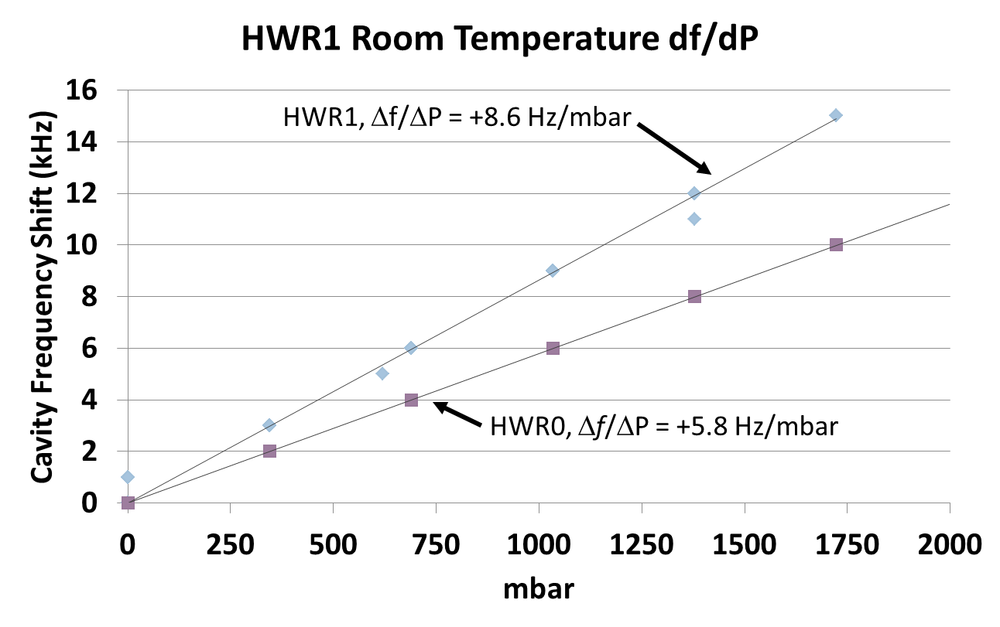 HWR1 Room Temperature df/dP
Cavity Frequency Shift (kHz)
16
14
12
10
8
6
4
2
0
HWR1, Δf/ΔP = +8.6 Hz/mbar
HWR0, Δf/ΔP = +5.8 Hz/mbar
0 250 500 750 1000 1250 1500 1750 2000
mbar